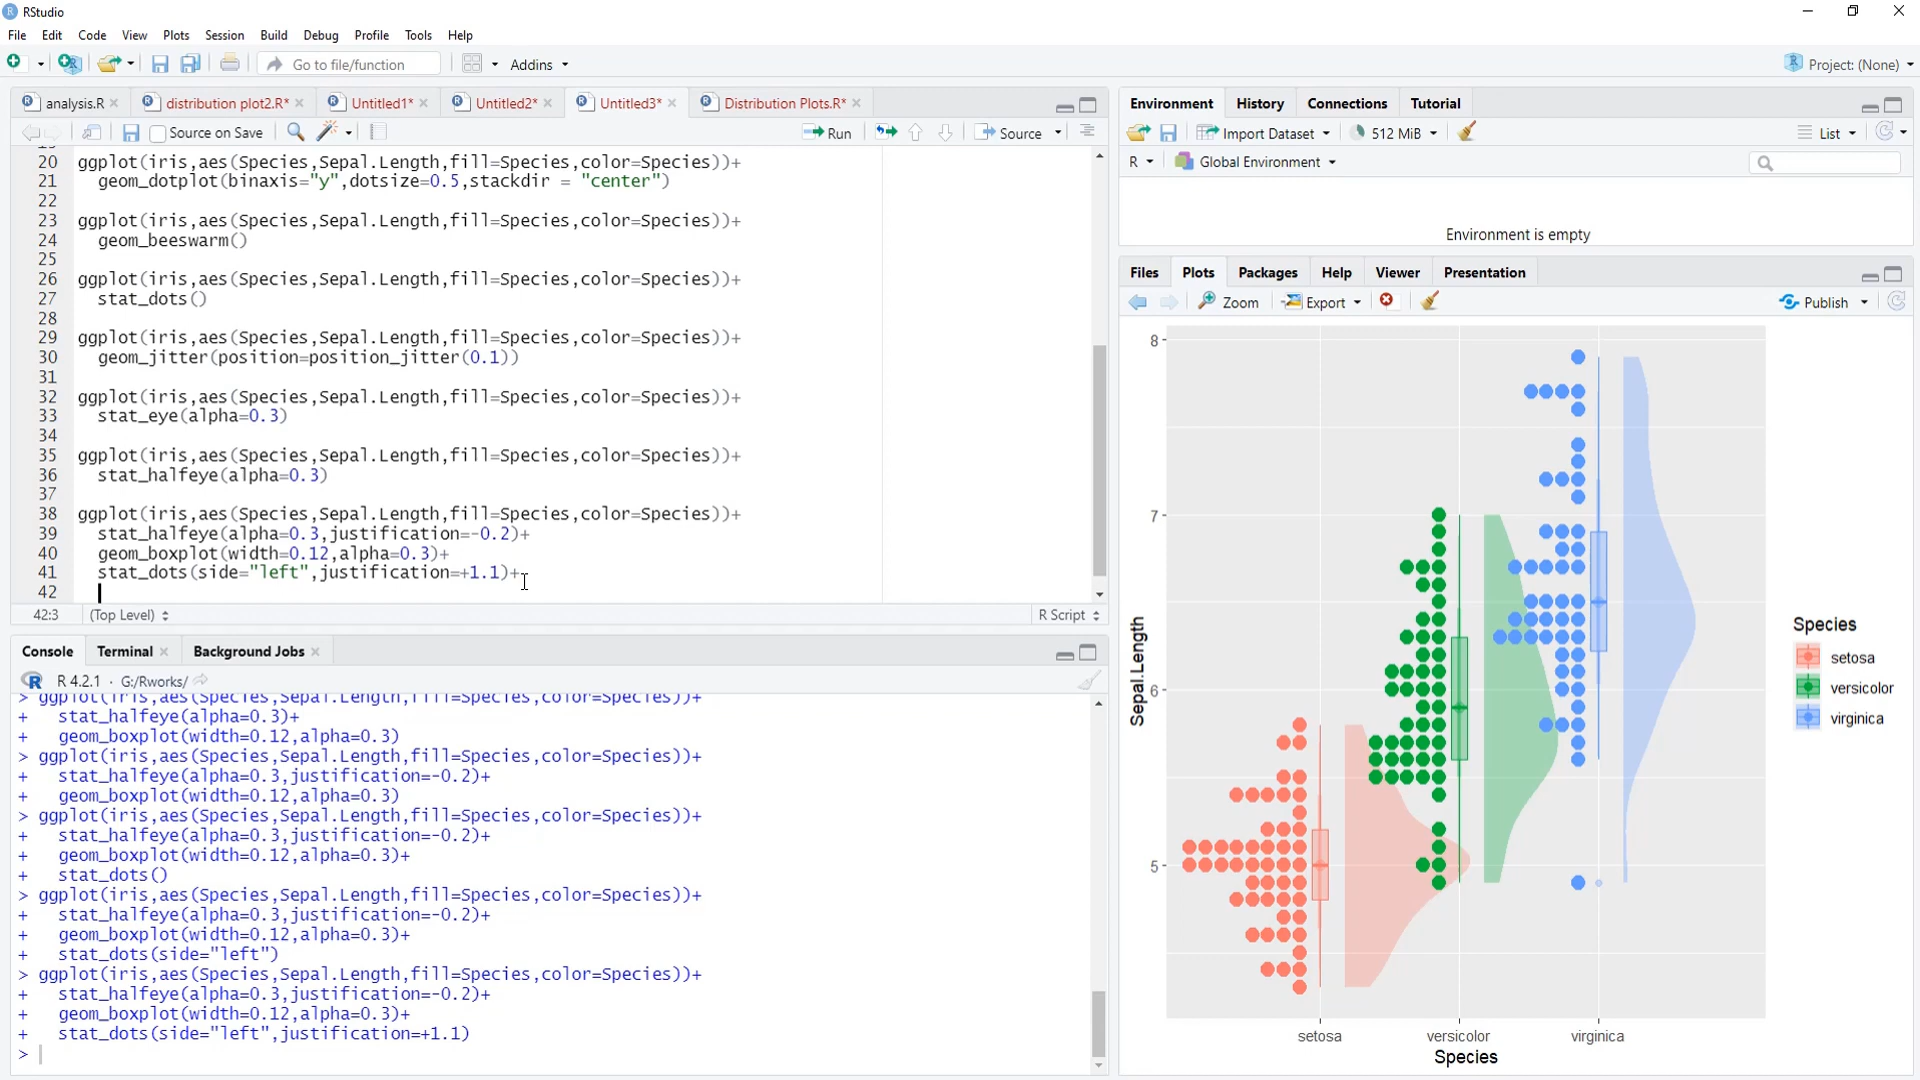 RStudio
File Edit Code View Plots Session Build Debug Profile Tools Help
Go to file/function Addins Project: (None)
analysis.R distribution plot2.R* Untitled1* Untitled2* Untitled3* Distribution Plots.R*
Source on Save Run Source
20 ggplot(iris,aes(Species,Sepal.Length,fill=Species,color=Species))+
21 geom_dotplot(binaxis="y",dotsize=0.5,stackdir = "center")
22
23 ggplot(iris,aes(Species,Sepal.Length,fill=Species,color=Species))+
24 geom_beeswarm()
25
26 ggplot(iris,aes(Species,Sepal.Length,fill=Species,color=Species))+
27 stat_dots()
28
29 ggplot(iris,aes(Species,Sepal.Length,fill=Species,color=Species))+
30 geom_jitter(position=position_jitter(0.1))
31
32 ggplot(iris,aes(Species,Sepal.Length,fill=Species,color=Species))+
33 stat_eye(alpha=0.3)
34
35 ggplot(iris,aes(Species,Sepal.Length,fill=Species,color=Species))+
36 stat_halfeye(alpha=0.3)
37
38 ggplot(iris,aes(Species,Sepal.Length,fill=Species,color=Species))+
39 stat_halfeye(alpha=0.3,justification=-0.2)+
40 geom_boxplot(width=0.12,alpha=0.3)+
41 stat_dots(side="left",justification=+1.1)+
42
42:3 (Top Level) R Script
Console Terminal Background Jobs
R 4.2.1 · G:/Rworks/
> ggplot(iris,aes(Species,Sepal.Length,fill=Species,color=Species))+
+ stat_halfeye(alpha=0.3)+
+ geom_boxplot(width=0.12,alpha=0.3)
> ggplot(iris,aes(Species,Sepal.Length,fill=Species,color=Species))+
+ stat_halfeye(alpha=0.3,justification=-0.2)+
+ geom_boxplot(width=0.12,alpha=0.3)
> ggplot(iris,aes(Species,Sepal.Length,fill=Species,color=Species))+
+ stat_halfeye(alpha=0.3,justification=-0.2)+
+ geom_boxplot(width=0.12,alpha=0.3)+
+ stat_dots()
> ggplot(iris,aes(Species,Sepal.Length,fill=Species,color=Species))+
+ stat_halfeye(alpha=0.3,justification=-0.2)+
+ geom_boxplot(width=0.12,alpha=0.3)+
+ stat_dots(side="left")
> ggplot(iris,aes(Species,Sepal.Length,fill=Species,color=Species))+
+ stat_halfeye(alpha=0.3,justification=-0.2)+
+ geom_boxplot(width=0.12,alpha=0.3)+
+ stat_dots(side="left",justification=+1.1)
>
Environment History Connections Tutorial
Import Dataset 512 MiB List
R Global Environment
Environment is empty
Files Plots Packages Help Viewer Presentation
Zoom Export Publish
8
7
6
5
Sepal.Length
setosa versicolor virginica
Species
Species
setosa
versicolor
virginica